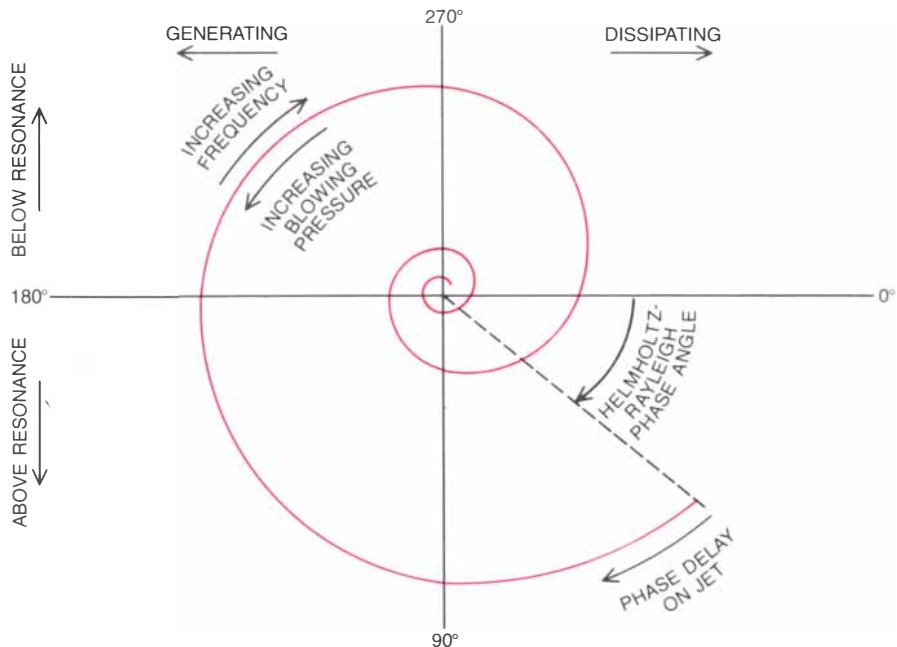 270°
GENERATING
DISSIPATING
INCREASING
FREQUENCY
INCREASING
BLOWING
PRESSURE
BELOW RESONANCE
180°
0°
HELMHOLTZ-
RAYLEIGH
PHASE ANGLE
ABOVE RESONANCE
PHASE DELAY
ON JET
90°